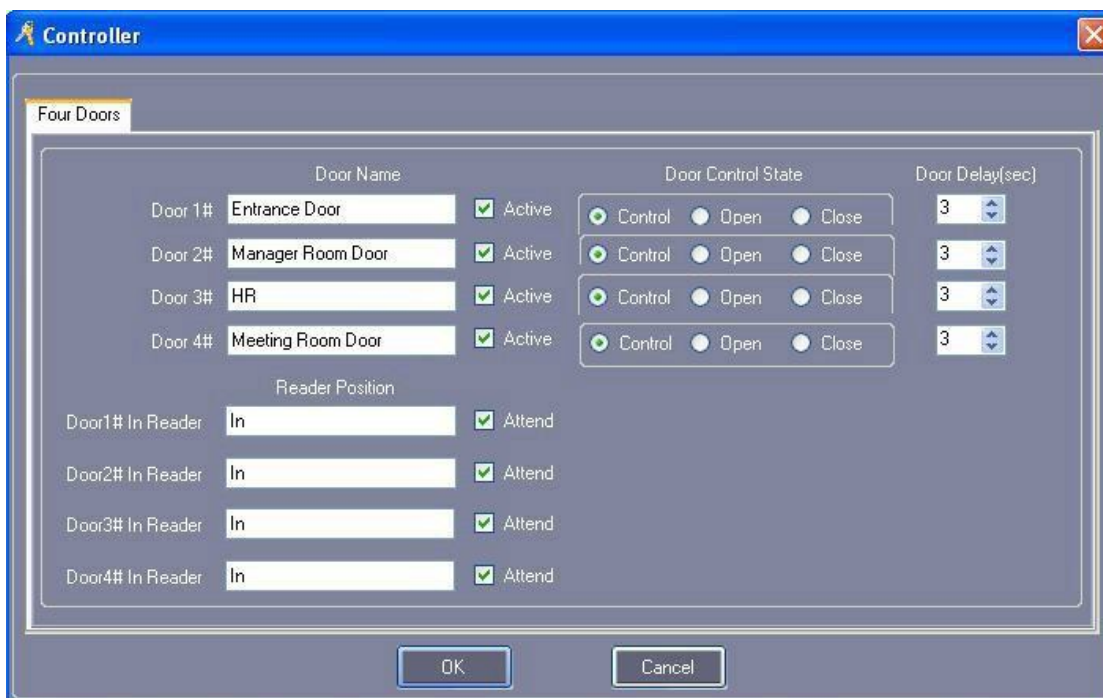 Controller
Four Doors
Door Name Door Control State Door Delay(sec)
Door 1# Entrance Door Active Control Open Close 3
Door 2# Manager Room Door Active Control Open Close 3
Door 3# HR Active Control Open Close 3
Door 4# Meeting Room Door Active Control Open Close 3
Reader Position
Door1# In Reader In Attend
Door2# In Reader In Attend
Door3# In Reader In Attend
Door4# In Reader In Attend
OK Cancel